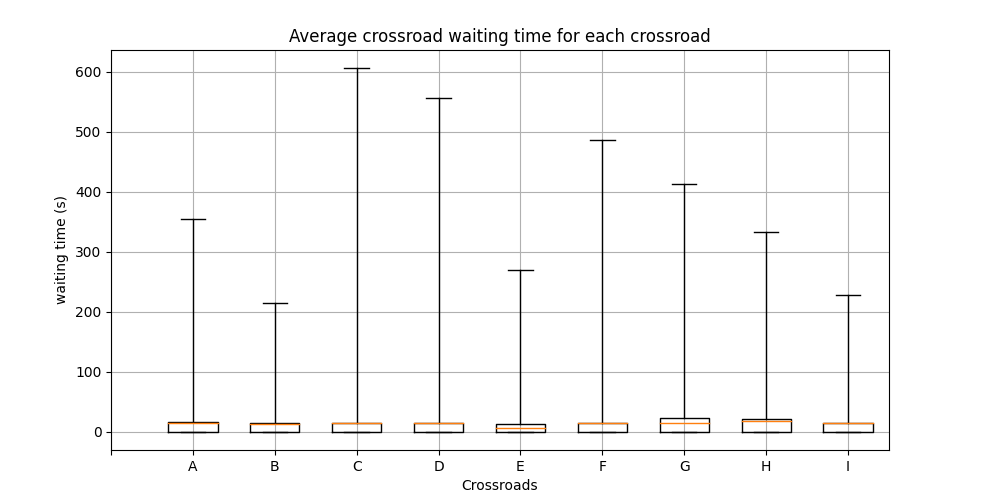 Average crossroad waiting time for each crossroad
600
500
400
300
200
100
0
waiting time (s)
A B C D E F G H I
Crossroads